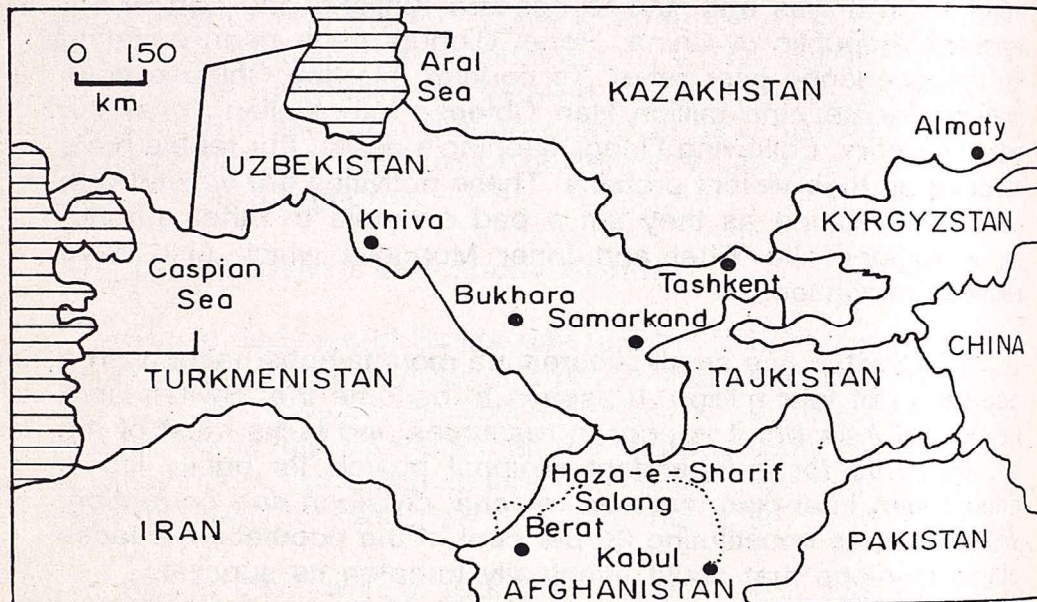 0 150
km
Aral
Sea
KAZAKHSTAN
Almaty
UZBEKISTAN
Khiva
KYRGYZSTAN
Caspian
Sea
Tashkent
Bukhara
Samarkand
CHINA
TURKMENISTAN
TAJKISTAN
Haza-e-Sharif
Salang
IRAN
Berat
PAKISTAN
Kabul
AFGHANISTAN